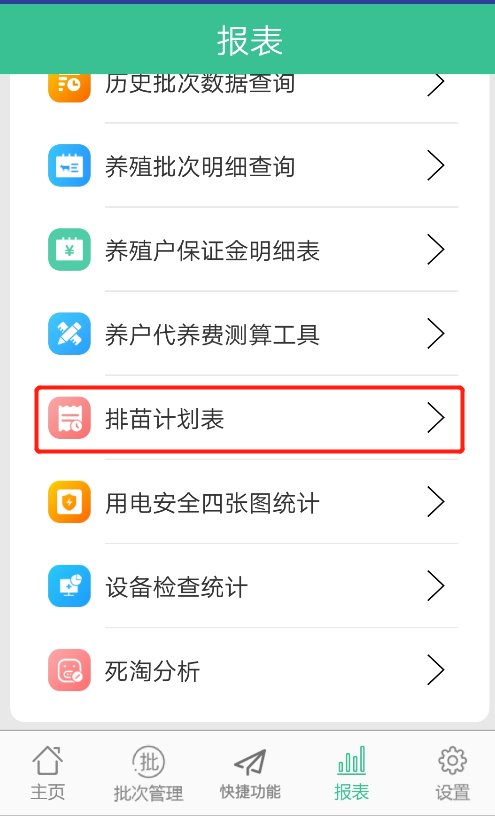 报表
历史批次数据查询
养殖批次明细查询
养殖户保证金明细表
养户代养费测算工具
排苗计划表
用电安全四张图统计
设备检查统计
死淘分析
批
主页
批次管理
快捷功能
报表
设置